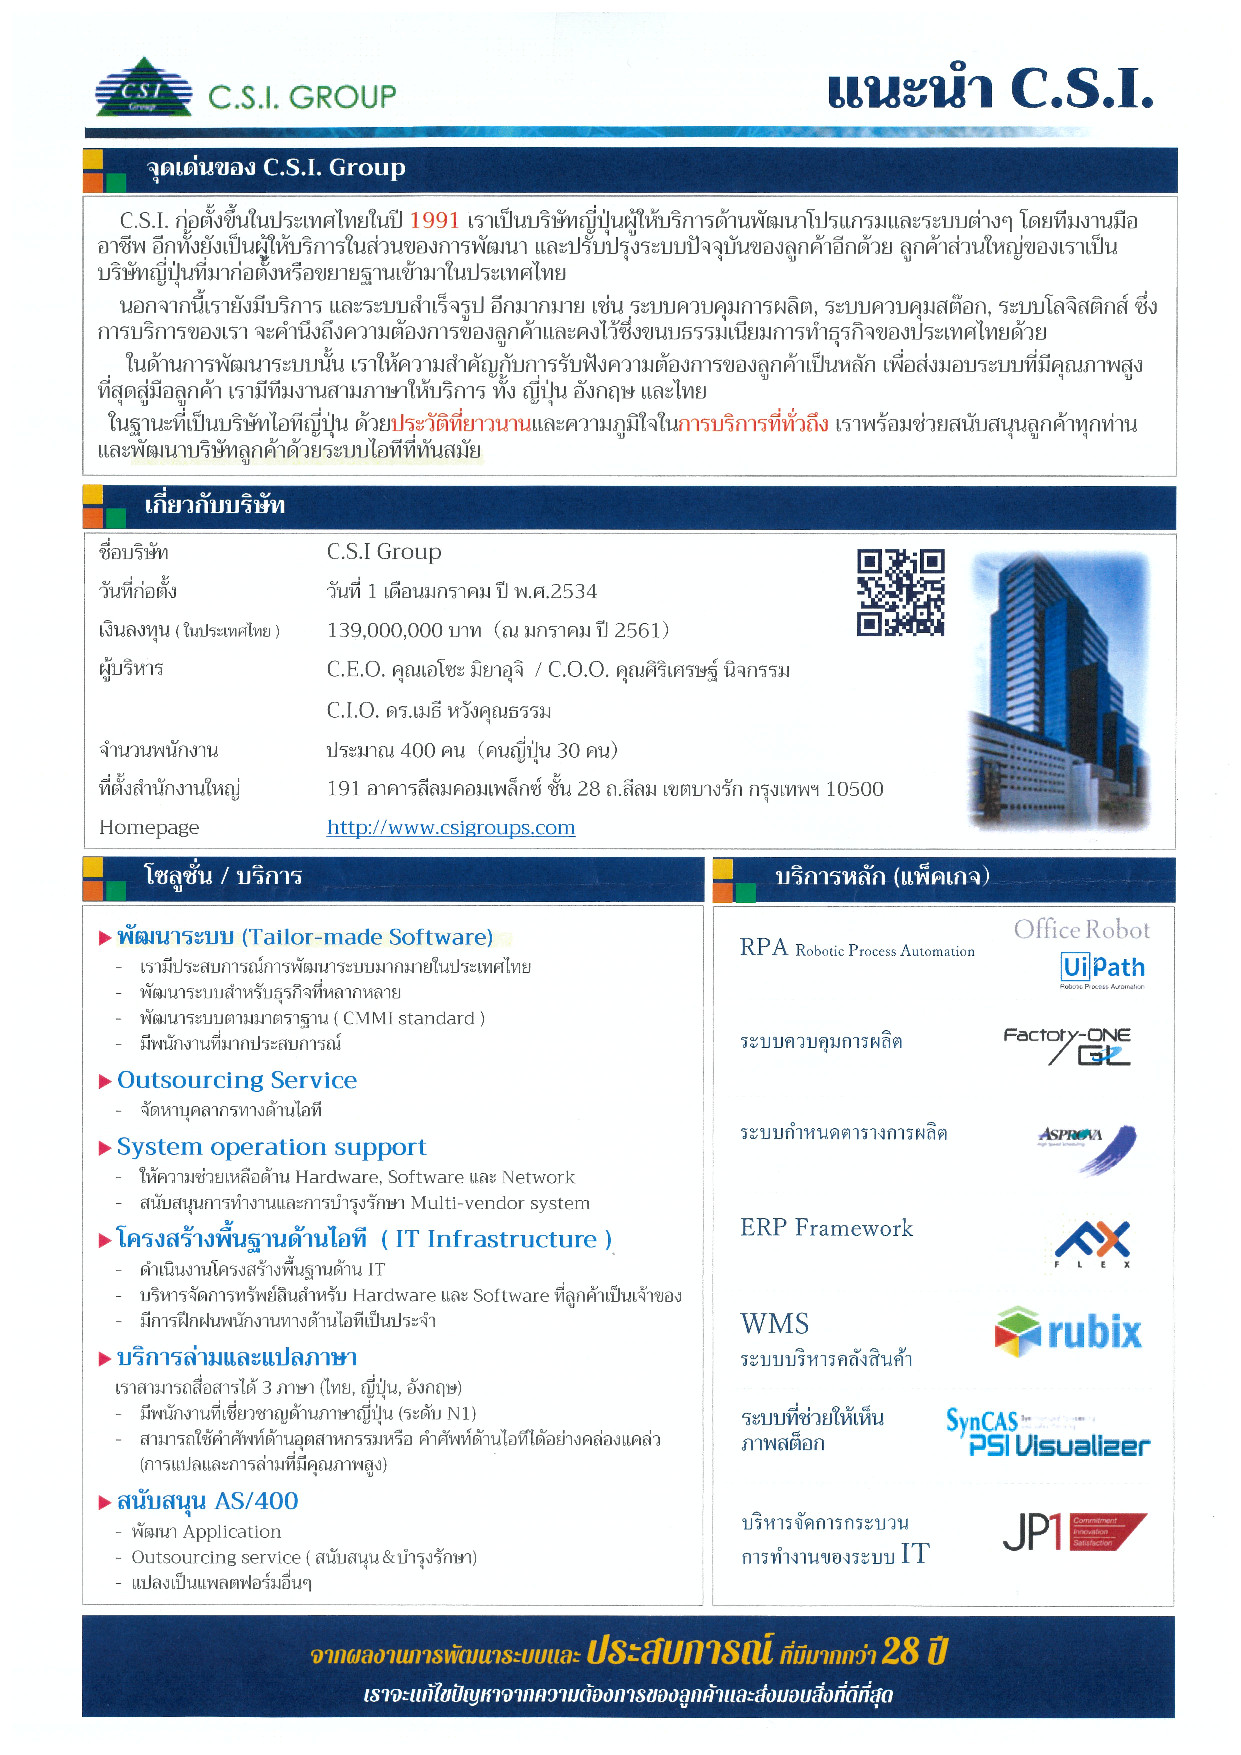 CSI
Group
C.S.I. GROUP
แนะนำ C.S.I.
จุดเด่นของ C.S.I. Group
C.S.I. ก่อตั้งขึ้นในประเทศไทยในปี 1991 เราเป็นบริษัทญี่ปุ่นผู้ให้บริการด้านพัฒนาโปรแกรมและระบบต่างๆ โดยทีมงานมือ
อาชีพ อีกทั้งยังเป็นผู้ให้บริการในส่วนของการพัฒนา และปรับปรุงระบบปัจจุบันของลูกค้าอีกด้วย ลูกค้าส่วนใหญ่ของเราเป็น
บริษัทญี่ปุ่นที่มาก่อตั้งหรือขยายฐานเข้ามาในประเทศไทย
นอกจากนี้เรายังมีบริการ และระบบสำเร็จรูป อีกมากมาย เช่น ระบบควบคุมการผลิต, ระบบควบคุมสต๊อก, ระบบโลจิสติกส์ ซึ่ง
การบริการของเรา จะคำนึงถึงความต้องการของลูกค้าและคงไว้ซึ่งขนบธรรมเนียมการทำธุรกิจของประเทศไทยด้วย
ในด้านการพัฒนาระบบนั้น เราให้ความสำคัญกับการรับฟังความต้องการของลูกค้าเป็นหลัก เพื่อส่งมอบระบบที่มีคุณภาพสูง
ที่สุดสู่มือลูกค้า เรามีทีมงานสามภาษาให้บริการ ทั้ง ญี่ปุ่น อังกฤษ และไทย
ในฐานะที่เป็นบริษัทไอทีญี่ปุ่น ด้วยประวัติที่ยาวนานและความภูมิใจในการบริการที่ทั่วถึง เราพร้อมช่วยสนับสนุนลูกค้าทุกท่าน
และพัฒนาบริษัทลูกค้าด้วยระบบไอทีที่ทันสมัย
เกี่ยวกับบริษัท
ชื่อบริษัท C.S.I Group
วันที่ก่อตั้ง วันที่ 1 เดือนมกราคม ปี พ.ศ.2534
เงินลงทุน ( ในประเทศไทย ) 139,000,000 บาท (ณ มกราคม ปี 2561)
ผู้บริหาร C.E.O. คุณเอโซะ มิยาอุจิ / C.O.O. คุณศิริเศรษฐ์ นิจกรรม
C.I.O. ดร.เมธี หวังคุณธรรม
จำนวนพนักงาน ประมาณ 400 คน (คนญี่ปุ่น 30 คน)
ที่ตั้งสำนักงานใหญ่ 191 อาคารสีลมคอมเพล็กซ์ ชั้น 28 ถ.สีลม เขตบางรัก กรุงเทพฯ 10500
Homepage http://www.csigroups.com
โซลูชั่น / บริการ
พัฒนาระบบ (Tailor-made Software)
- เรามีประสบการณ์การพัฒนาระบบมากมายในประเทศไทย
- พัฒนาระบบสำหรับธุรกิจที่หลากหลาย
- พัฒนาระบบตามมาตราฐาน ( CMMI standard )
- มีพนักงานที่มากประสบการณ์
Outsourcing Service
- จัดหาบุคลากรทางด้านไอที
System operation support
- ให้ความช่วยเหลือด้าน Hardware, Software และ Network
- สนับสนุนการทำงานและการบำรุงรักษา Multi-vendor system
โครงสร้างพื้นฐานด้านไอที ( IT Infrastructure )
- ดำเนินงานโครงสร้างพื้นฐานด้าน IT
- บริหารจัดการทรัพย์สินสำหรับ Hardware และ Software ที่ลูกค้าเป็นเจ้าของ
- มีการฝึกฝนพนักงานทางด้านไอทีเป็นประจำ
บริการล่ามและแปลภาษา
เราสามารถสื่อสารได้ 3 ภาษา (ไทย, ญี่ปุ่น, อังกฤษ)
- มีพนักงานที่เชี่ยวชาญด้านภาษาญี่ปุ่น (ระดับ N1)
- สามารถใช้คำศัพท์ด้านอุตสาหกรรมหรือ คำศัพท์ด้านไอทีได้อย่างคล่องแคล่ว
(การแปลและการล่ามที่มีคุณภาพสูง)
สนับสนุน AS/400
- พัฒนา Application
- Outsourcing service ( สนับสนุน&บำรุงรักษา)
- แปลงเป็นแพลตฟอร์มอื่นๆ
บริการหลัก (แพ็คเกจ)
Office Robot
RPA Robotic Process Automation
UiPath
Robotic Process Automation
ระบบควบคุมการผลิต
Factory-ONE
GL
ระบบกำหนดตารางการผลิต
ASPROVA
ERP Framework
FLEX
WMS
ระบบบริหารคลังสินค้า
rubix
ระบบที่ช่วยให้เห็น
ภาพสต็อก
SynCAS
PSI Visualizer
บริหารจัดการกระบวน
การทำงานของระบบ IT
JP1
Commitment
Innovation
Satisfaction
จากผลงานการพัฒนาระบบและ ประสบการณ์ ที่มีมากกว่า 28 ปี
เราจะแก้ไขปัญหาจากความต้องการของลูกค้าและส่งมอบสิ่งที่ดีที่สุด